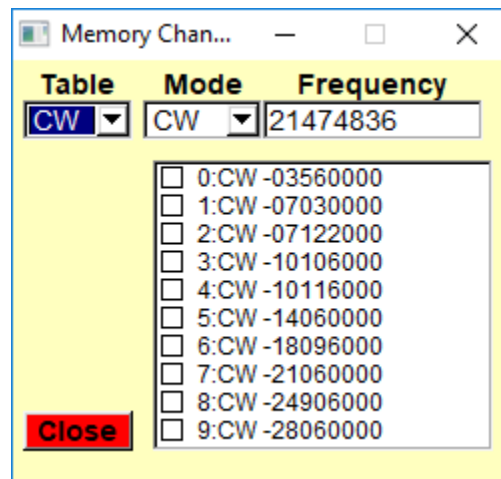 Memory Chan...
Table Mode Frequency
CW CW 21474836
0:CW -03560000
1:CW -07030000
2:CW -07122000
3:CW -10106000
4:CW -10116000
5:CW -14060000
6:CW -18096000
7:CW -21060000
8:CW -24906000
9:CW -28060000
Close